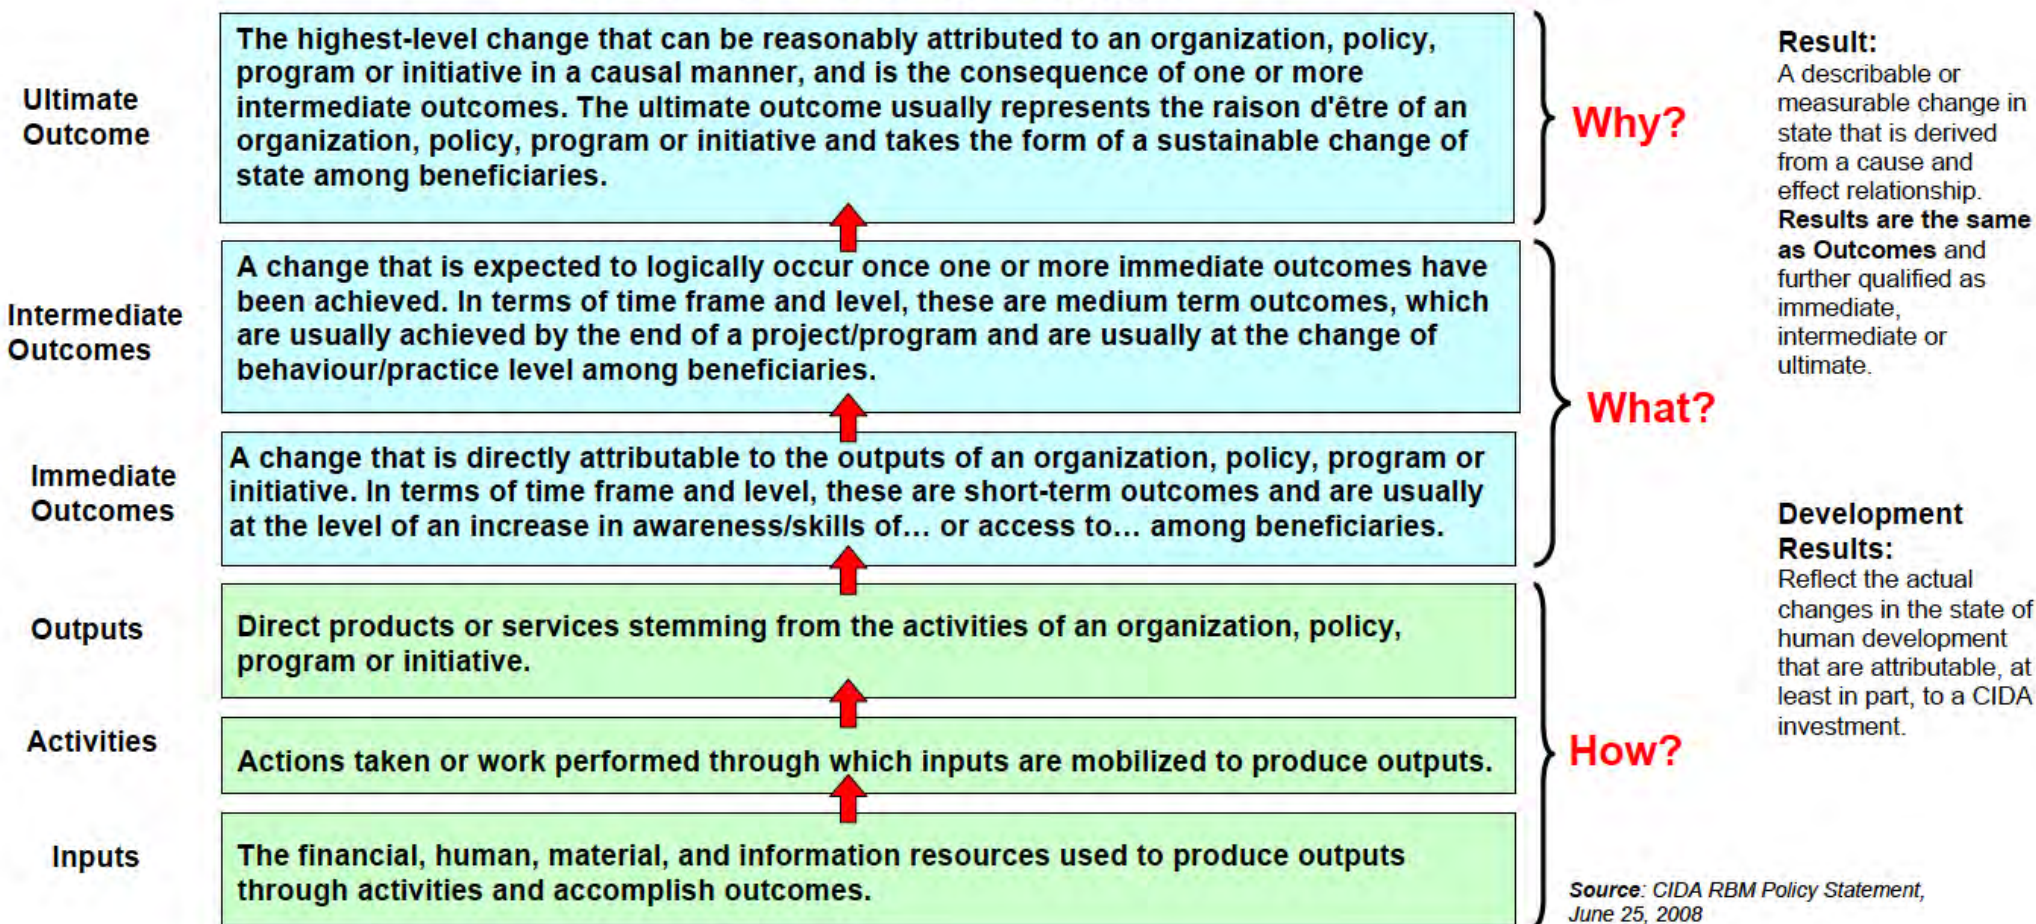 Ultimate
Outcome
The highest-level change that can be reasonably attributed to an organization, policy,
program or initiative in a causal manner, and is the consequence of one or more
intermediate outcomes. The ultimate outcome usually represents the raison d'être of an
organization, policy, program or initiative and takes the form of a sustainable change of
state among beneficiaries.
Why?
Intermediate
Outcomes
A change that is expected to logically occur once one or more immediate outcomes have
been achieved. In terms of time frame and level, these are medium term outcomes, which
are usually achieved by the end of a project/program and are usually at the change of
behaviour/practice level among beneficiaries.
What?
Immediate
Outcomes
A change that is directly attributable to the outputs of an organization, policy, program or
initiative. In terms of time frame and level, these are short-term outcomes and are usually
at the level of an increase in awareness/skills of... or access to... among beneficiaries.
Outputs
Direct products or services stemming from the activities of an organization, policy,
program or initiative.
Activities
Actions taken or work performed through which inputs are mobilized to produce outputs.
How?
Inputs
The financial, human, material, and information resources used to produce outputs
through activities and accomplish outcomes.
Result:
A describable or
measurable change in
state that is derived
from a cause and
effect relationship.
Results are the same
as Outcomes and
further qualified as
immediate,
intermediate or
ultimate.
Development
Results:
Reflect the actual
changes in the state of
human development
that are attributable, at
least in part, to a CIDA
investment.
Source: CIDA RBM Policy Statement,
June 25, 2008